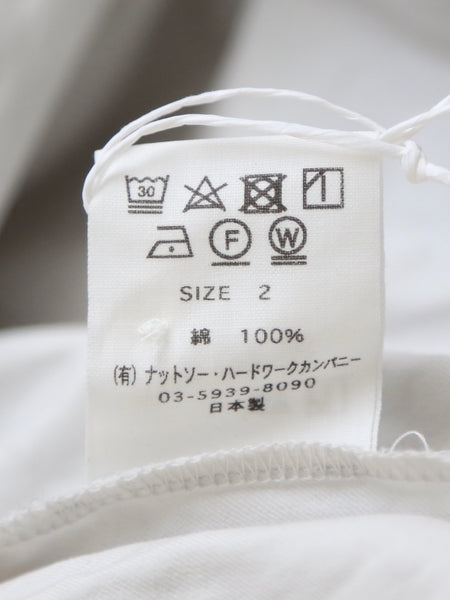 30
F W
SIZE 2
綿 100%
(有) ナットソー・ハードワークカンパニー
03-5939-8090
日本製